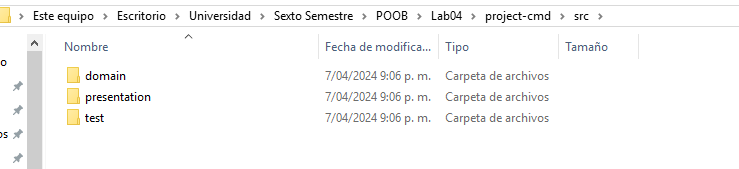 Este equipo > Escritorio > Universidad > Sexto Semestre > POOB > Lab04 > project-cmd > src >
Nombre Fecha de modifica... Tipo Tamaño
domain 7/04/2024 9:06 p. m. Carpeta de archivos
presentation 7/04/2024 9:06 p. m. Carpeta de archivos
test 7/04/2024 9:06 p. m. Carpeta de archivos